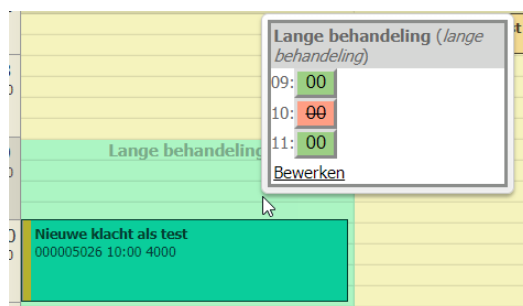 Lange behandeling (lange
behandeling)
09: 00
10: 00
11: 00
Bewerken
Lange behandeling
Nieuwe klacht als test
000005026 10:00 4000